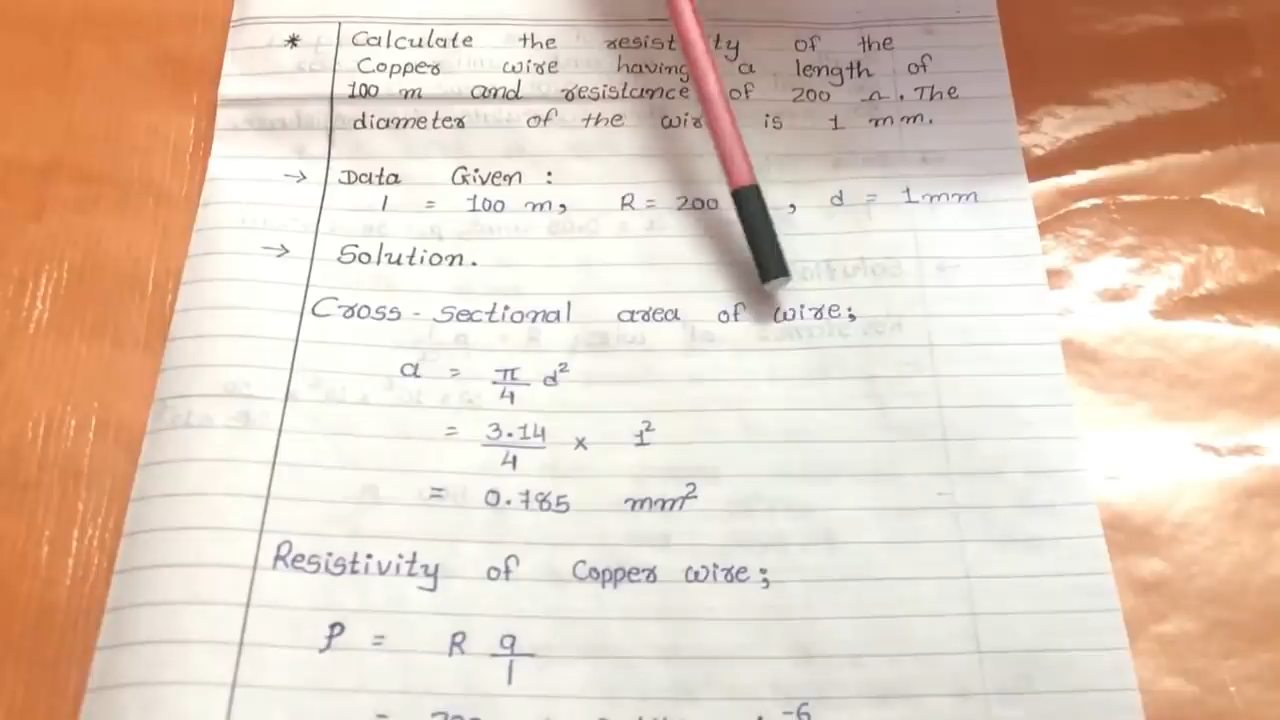 * Calculate the resist ty of the
Copper wire having a length of
100 m and resistance of 200 Ω. The
diameter of the wir is 1 mm.
→ Data Given :
l = 100 m, R = 200 , d = 1mm
→ Solution.
Cross-sectional area of wire;
a = π/4 d²
= 3.14/4 × 1²
= 0.785 mm²
Resistivity of Copper wire;
ρ = R a/l
=